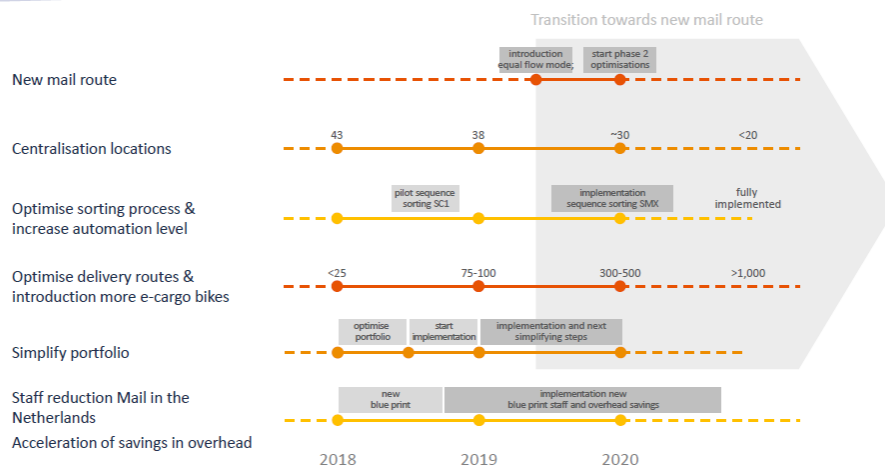 Transition towards new mail route
New mail route
introduction
equal flow mode;
start phase 2
optimisations
Centralisation locations
43
38
~30
<20
Optimise sorting process &
increase automation level
pilot sequence
sorting SC1
implementation
sequence sorting SMX
fully
implemented
Optimise delivery routes &
introduction more e-cargo bikes
<25
75-100
300-500
>1,000
Simplify portfolio
optimise
portfolio
start
implementation
implementation and next
simplifying steps
Staff reduction Mail in the
Netherlands
Acceleration of savings in overhead
new
blue print
implementation new
blue print staff and overhead savings
2018
2019
2020